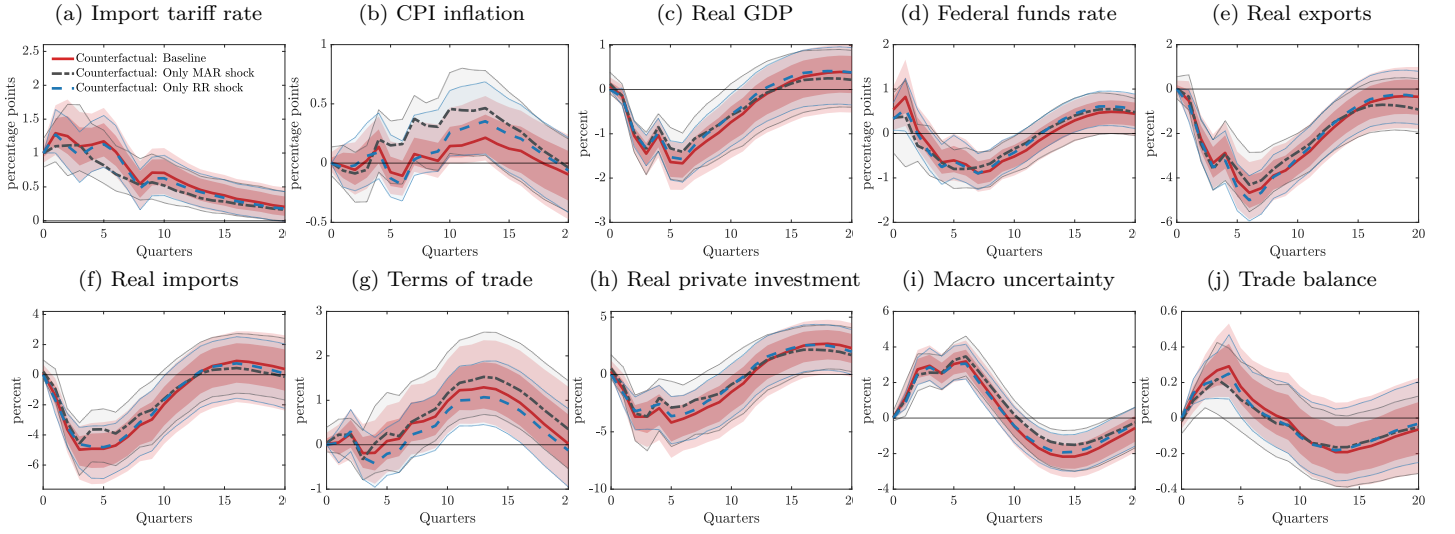 (a) Import tariff rate
(b) CPI inflation
(c) Real GDP
(d) Federal funds rate
(e) Real exports
percentage points
2.5
2
1.5
1
0.5
0
Counterfactual: Baseline
Counterfactual: Only MAR shock
Counterfactual: Only RR shock
0 5 10 15 20
Quarters
percentage points
1
0.5
0
-0.5
0 5 10 15 20
Quarters
percent
1
0
-1
-2
-3
0 5 10 15 20
Quarters
percentage points
2
1
0
-1
-2
0 5 10 15 20
Quarters
percent
2
0
-2
-4
-6
0 5 10 15 20
Quarters
(f) Real imports
(g) Terms of trade
(h) Real private investment
(i) Macro uncertainty
(j) Trade balance
percent
4
2
0
-2
-4
-6
0 5 10 15 20
Quarters
percent
3
2
1
0
-1
0 5 10 15 20
Quarters
percent
5
0
-5
-10
0 5 10 15 20
Quarters
percent
6
4
2
0
-2
-4
0 5 10 15 20
Quarters
percent
0.6
0.4
0.2
0
-0.2
-0.4
0 5 10 15 20
Quarters